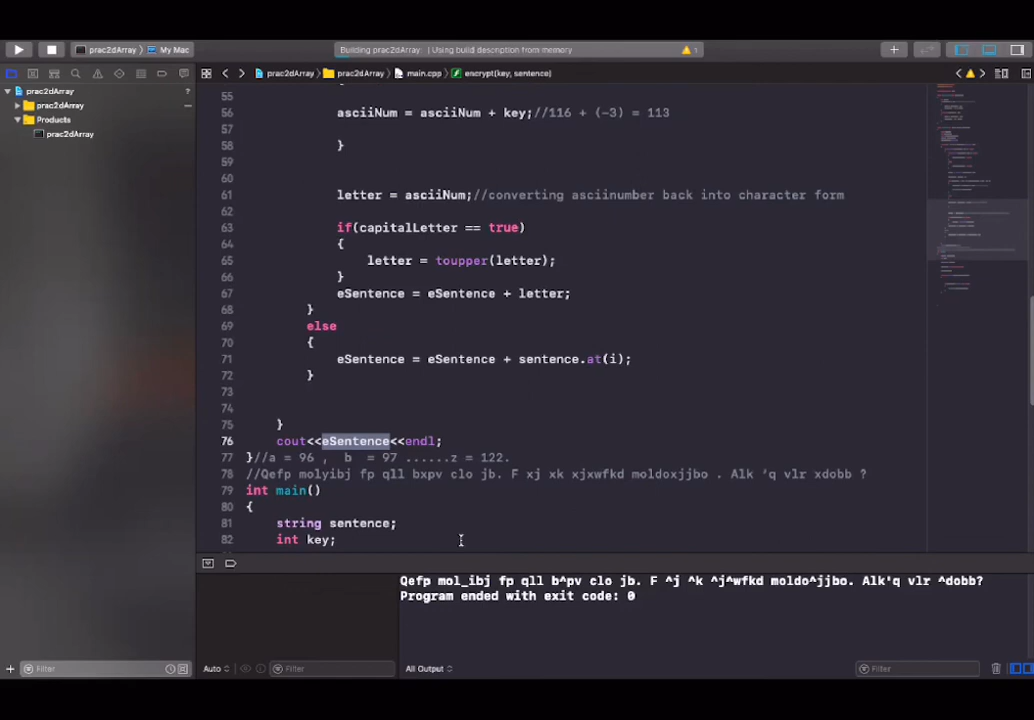 prac2dArray
My Mac
Building prac2dArray: | Using build description from memory
1
prac2dArray
prac2dArray
main.cpp
encrypt(key, sentence)
prac2dArray
?
prac2dArray
Products
prac2dArray
55
56 asciiNum = asciiNum + key;//116 + (-3) = 113
57
58 }
59
60
61 letter = asciiNum;//converting asciinumber back into character form
62
63 if(capitalLetter == true)
64 {
65 letter = toupper(letter);
66 }
67 eSentence = eSentence + letter;
68 }
69 else
70 {
71 eSentence = eSentence + sentence.at(i);
72 }
73
74
75 }
76 cout<<eSentence<<endl;
77 }//a = 96 , b = 97 ......z = 122.
78 //Qefp molyibj fp qll bxpv clo jb. F xj xk xjxwfkd moldoxjjbo . Alk 'q vlr xdobb ?
79 int main()
80 {
81 string sentence;
82 int key;
Qefp mol_ibj fp qll b^pv clo jb. F ^j ^k ^j^wfkd moldo^jjbo. Alk'q vlr ^dobb?
Program ended with exit code: 0
Filter
Auto
Filter
All Output
Filter